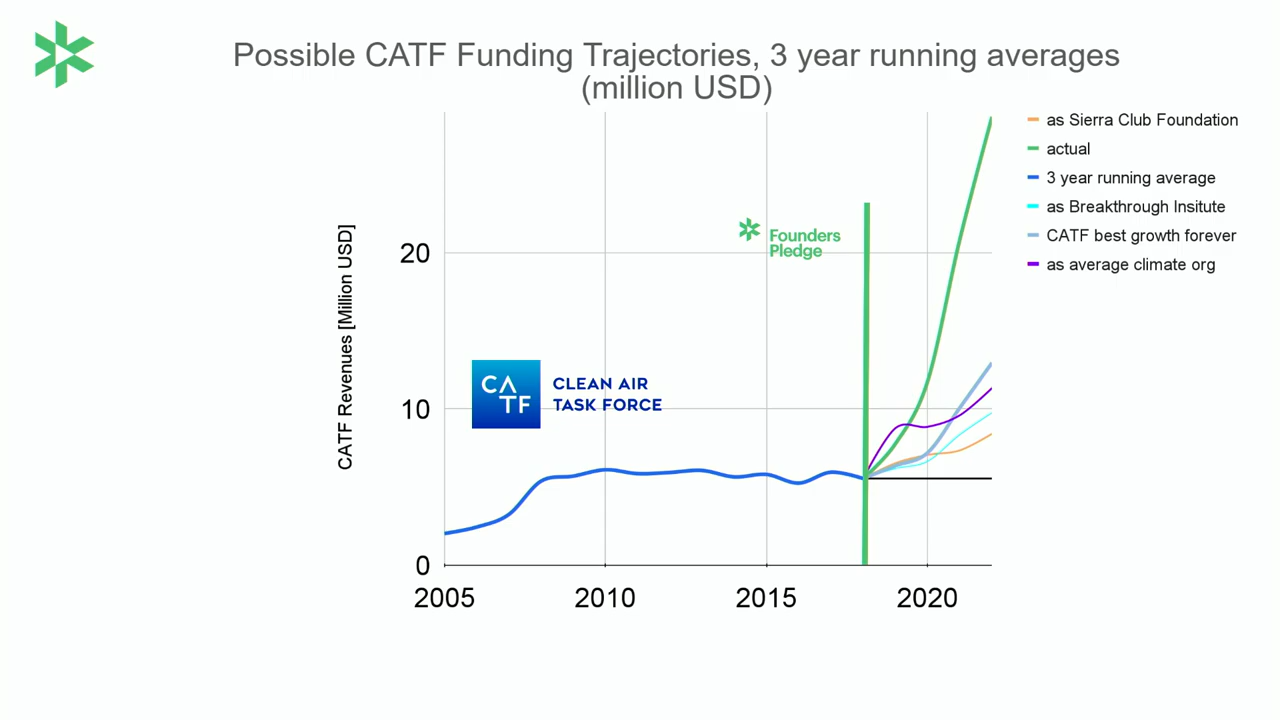 Possible CATF Funding Trajectories, 3 year running averages
(million USD)
as Sierra Club Foundation
actual
3 year running average
as Breakthrough Insitute
CATF best growth forever
as average climate org
CATF Revenues [Million USD]
20
10
0
Founders
Pledge
CATF
CLEAN AIR
TASK FORCE
2005 2010 2015 2020